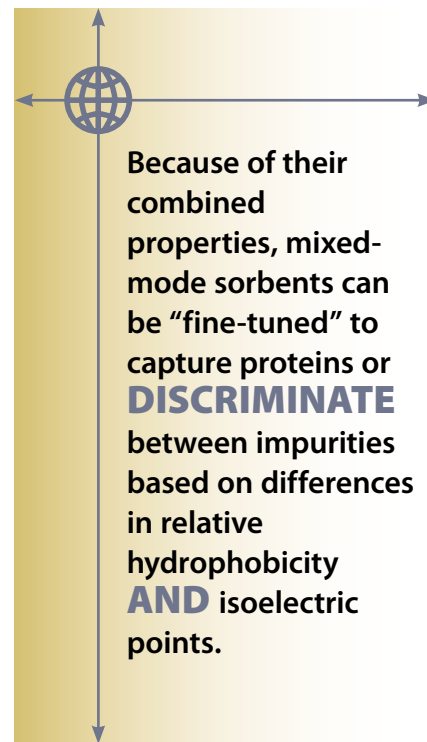 Because of their
combined
properties, mixed-
mode sorbents can
be “fine-tuned” to
capture proteins or
DISCRIMINATE
between impurities
based on differences
in relative
hydrophobicity
AND isoelectric
points.